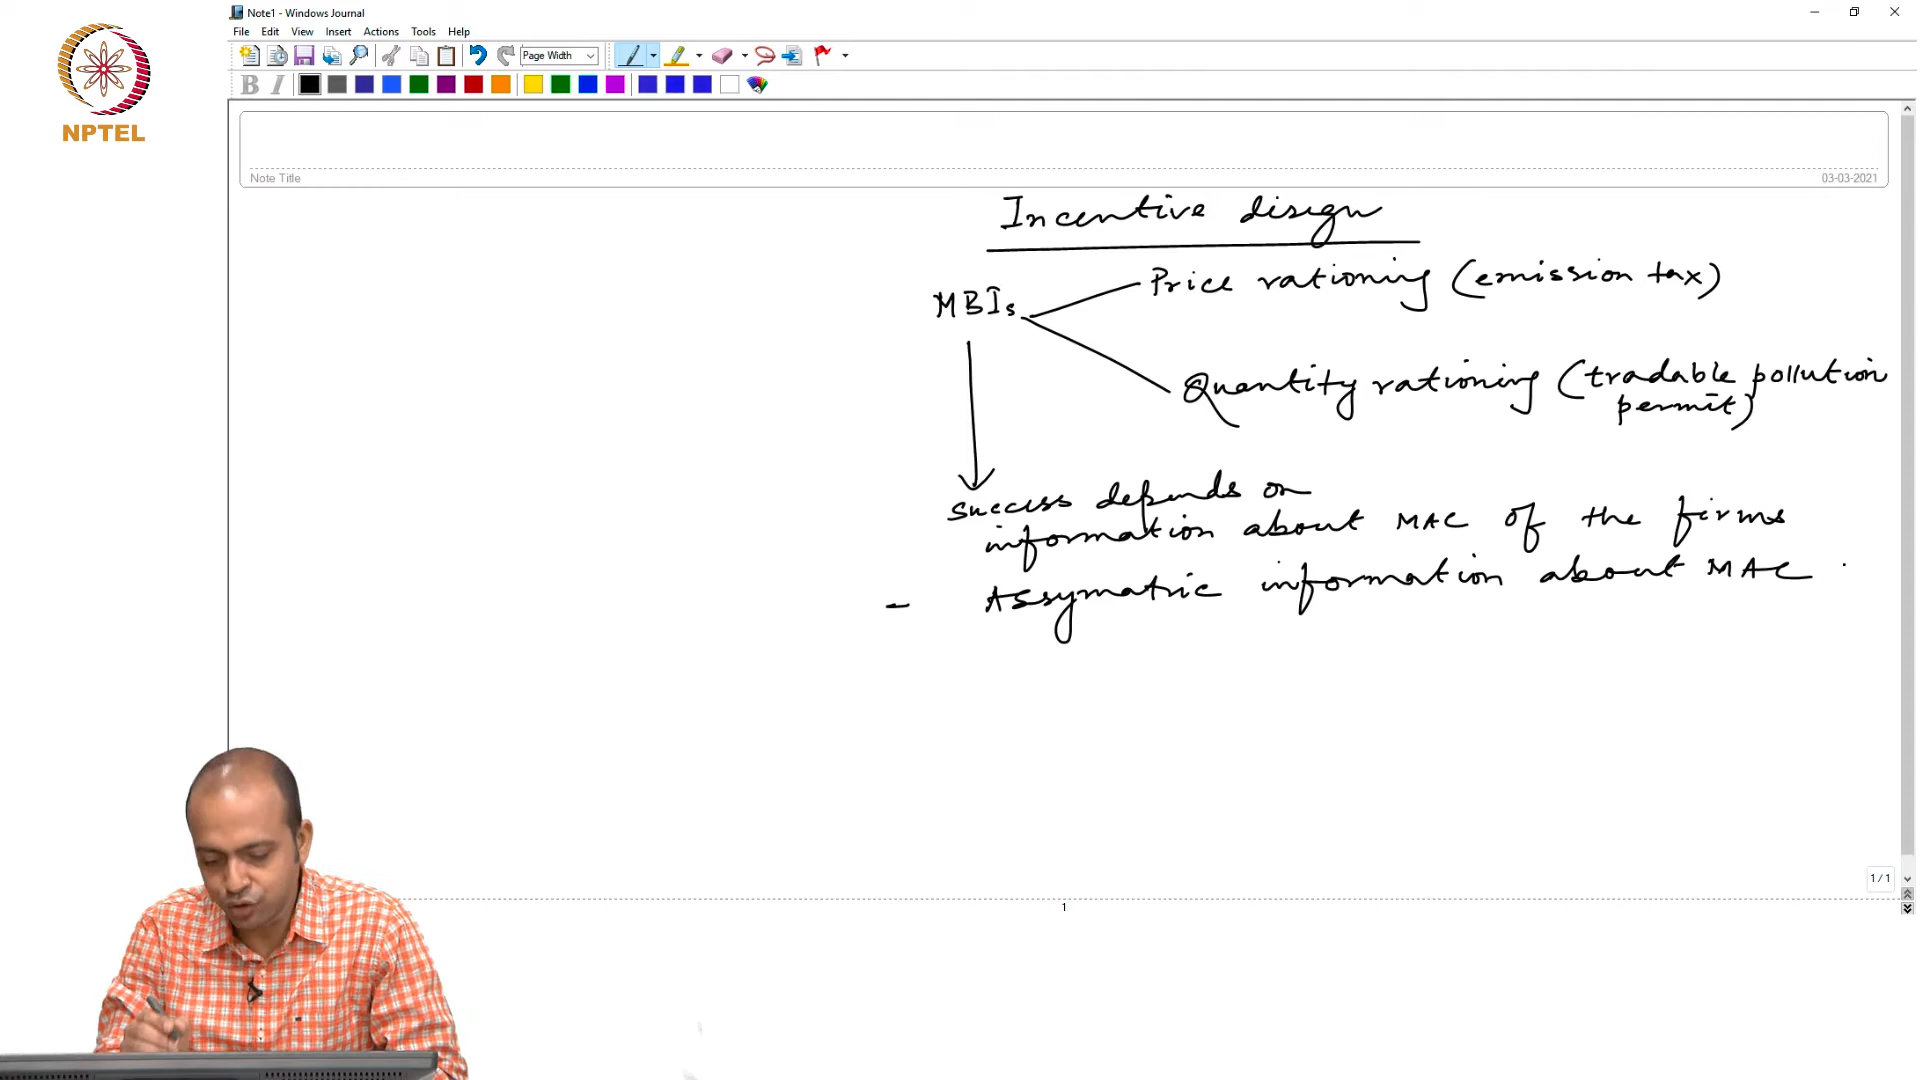 Note1 - Windows Journal
File Edit View Insert Actions Tools Help
Page Width
B I
NPTEL
Note Title
03-03-2021
Incentive disign
MBIs
Price rationing (emission tax)
Quantity rationing (tradable pollution
permit)
Success depends on
information about MAC of the firms
- Assymatric information about MAC
1 / 1
1